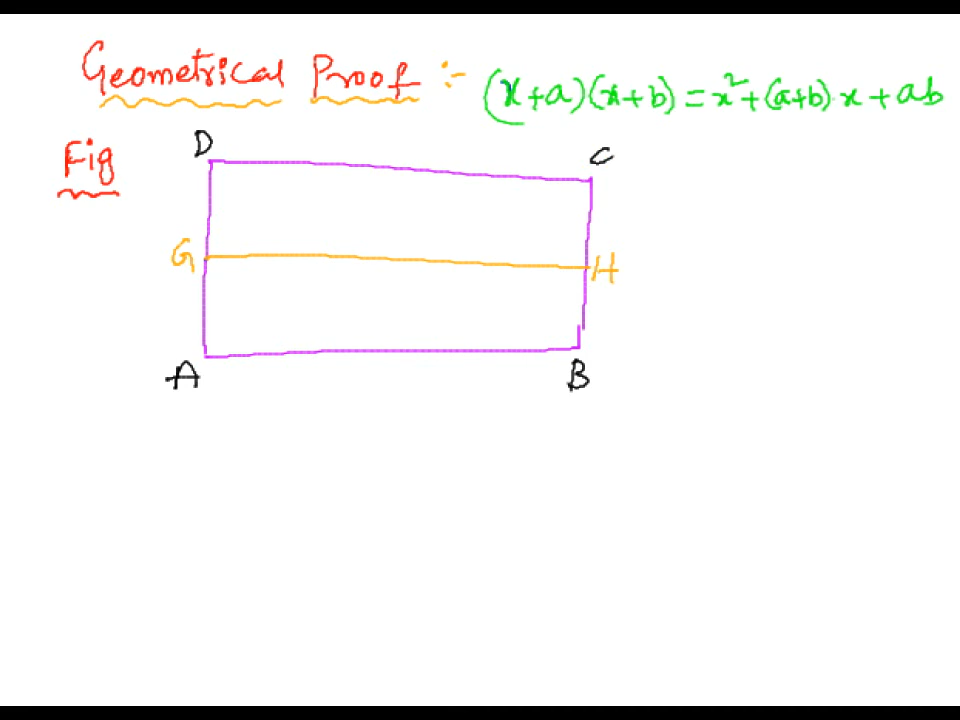 Geometrical Proof :- (x+a)(x+b) = x²+(a+b)x + ab
Fig
D
C
G
H
A
B